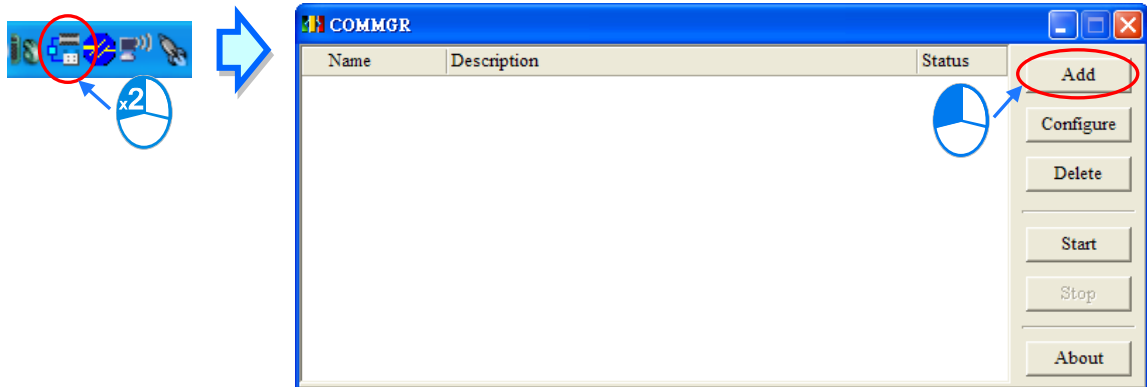 COMMGR
Name Description Status
Add
x2
Configure
Delete
Start
Stop
About